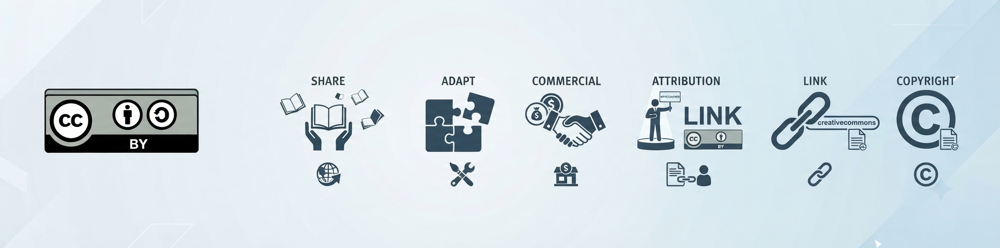 CC
BY
SHARE
ADAPT
COMMERCIAL
ATTRIBUTION
LINK
COPYRIGHT
$
$
LINK
CC
BY
creativecommons
C
C
$
C